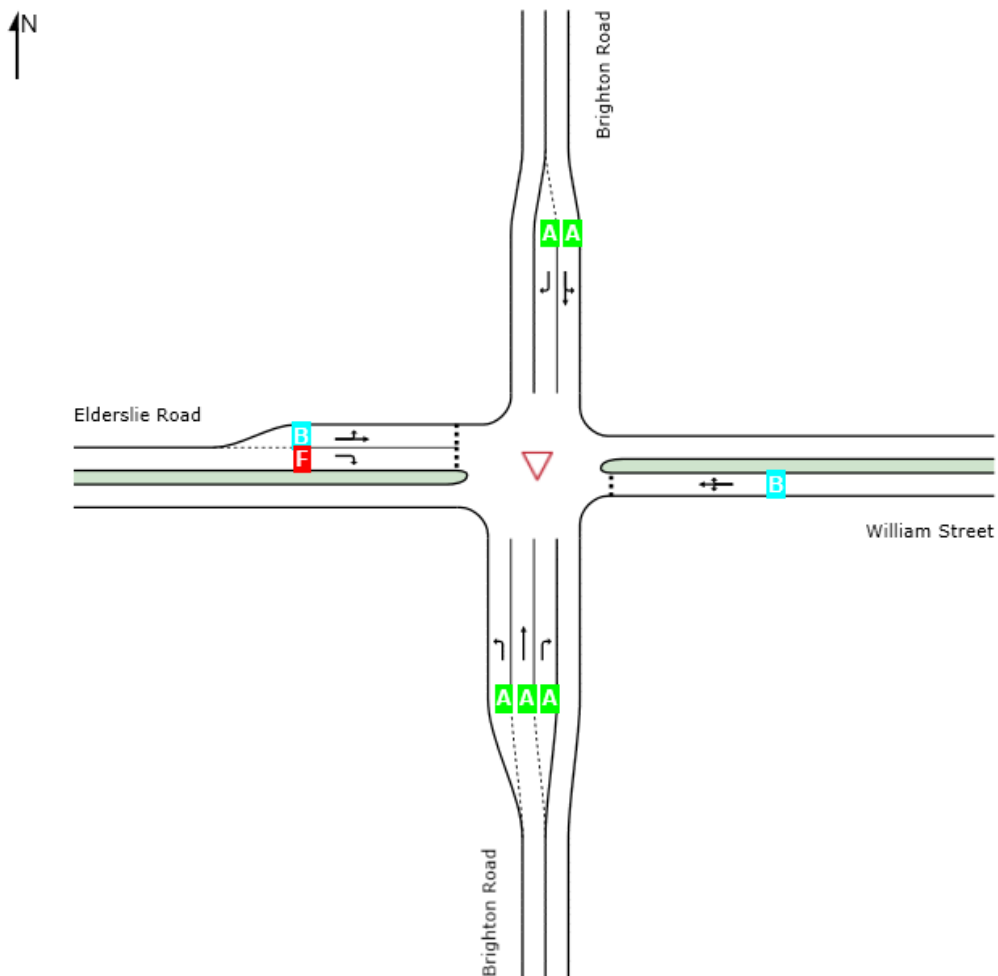 N
Brighton Road
A A
Elderslie Road
B
F
B
William Street
A A A
Brighton Road